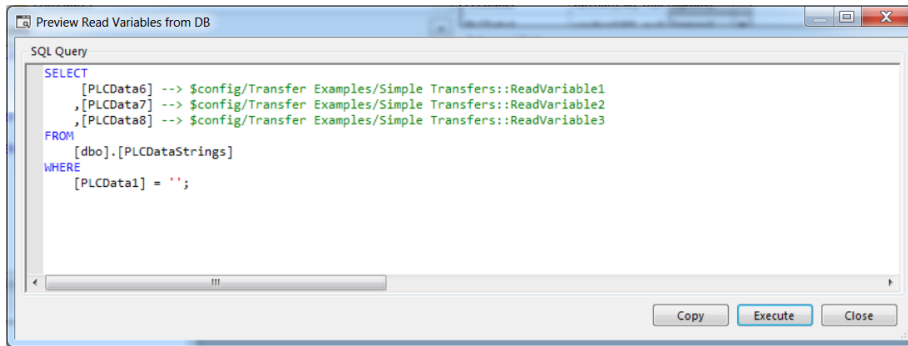 Preview Read Variables from DB
SQL Query
SELECT
[PLCData6] --> $config/Transfer Examples/Simple Transfers::ReadVariable1
,[PLCData7] --> $config/Transfer Examples/Simple Transfers::ReadVariable2
,[PLCData8] --> $config/Transfer Examples/Simple Transfers::ReadVariable3
FROM
[dbo].[PLCDataStrings]
WHERE
[PLCData1] = '';
Copy Execute Close